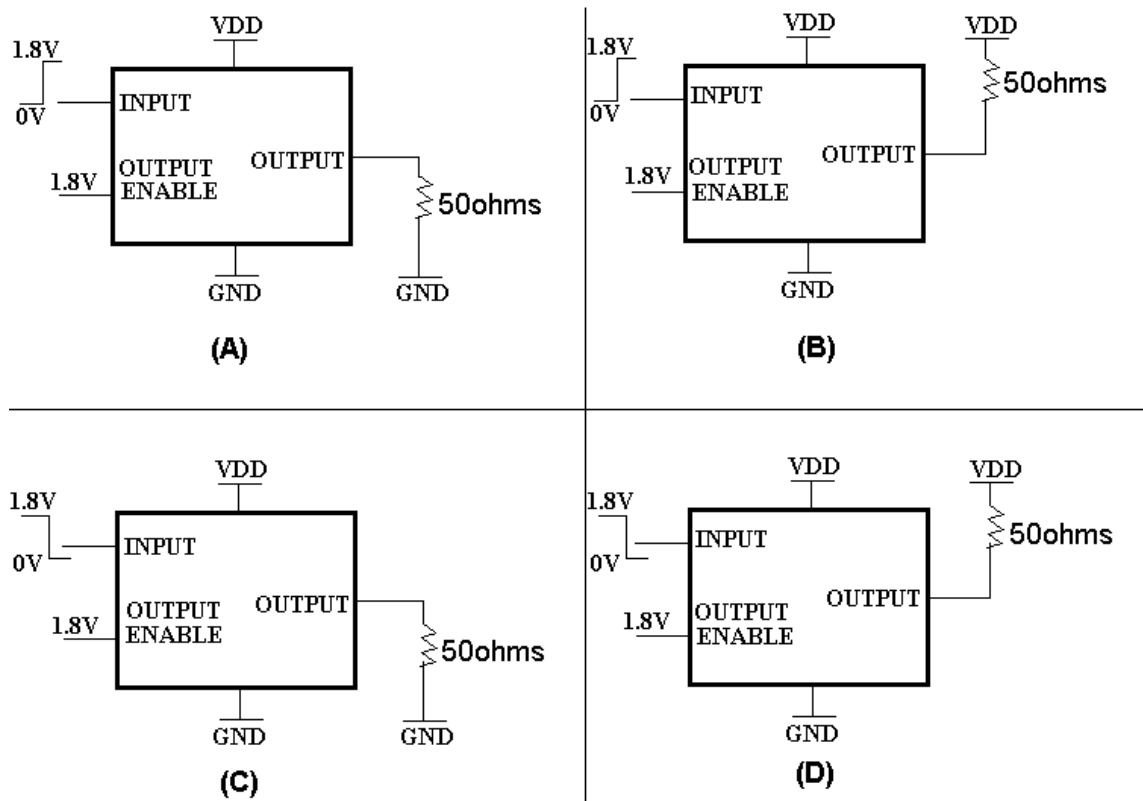 VDD
1.8V
0V
INPUT
OUTPUT
ENABLE
1.8V
OUTPUT
50ohms
GND
GND
(A)
VDD
VDD
1.8V
0V
INPUT
50ohms
OUTPUT
ENABLE
1.8V
OUTPUT
GND
(B)
VDD
1.8V
0V
INPUT
OUTPUT
ENABLE
1.8V
OUTPUT
50ohms
GND
GND
(C)
VDD
VDD
1.8V
0V
INPUT
50ohms
OUTPUT
ENABLE
1.8V
OUTPUT
GND
(D)